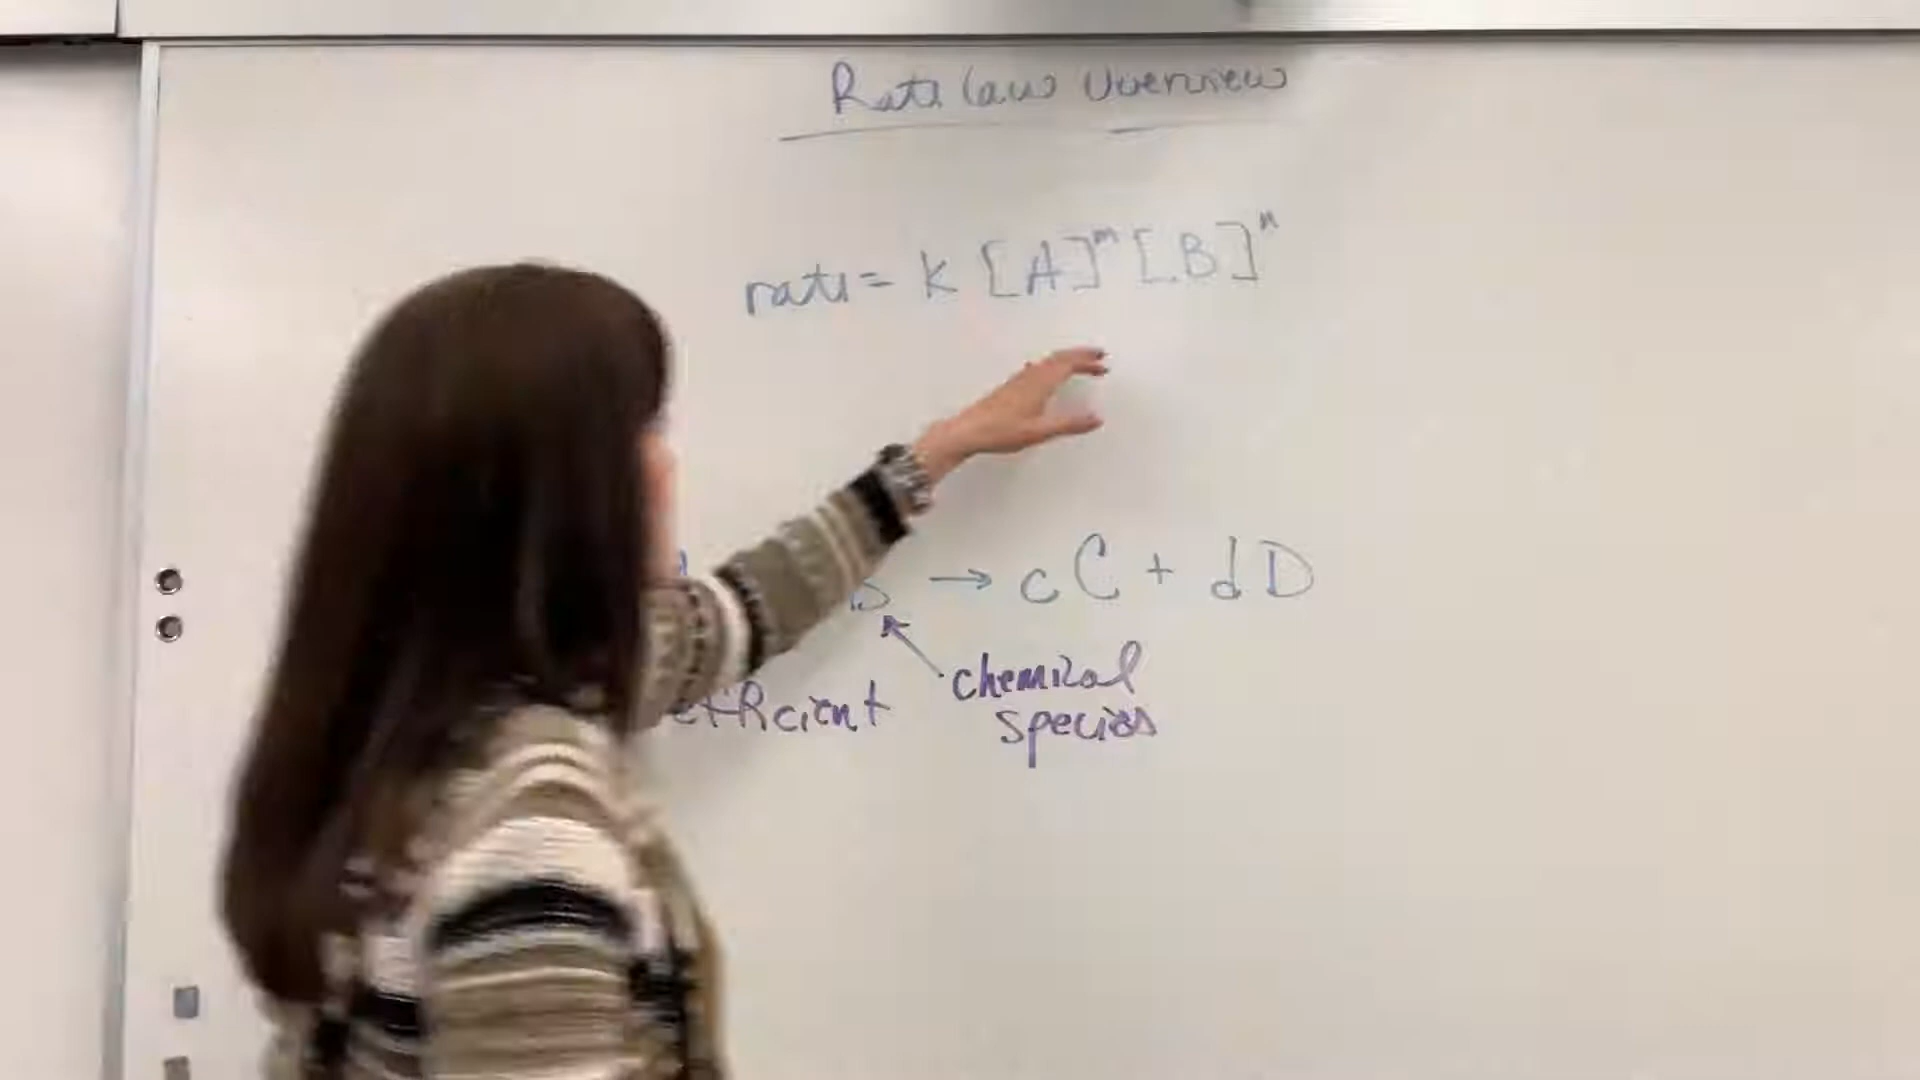 Rate law Overview
rate = k [A]^m [B]^n
B → cC + dD
chemical
species